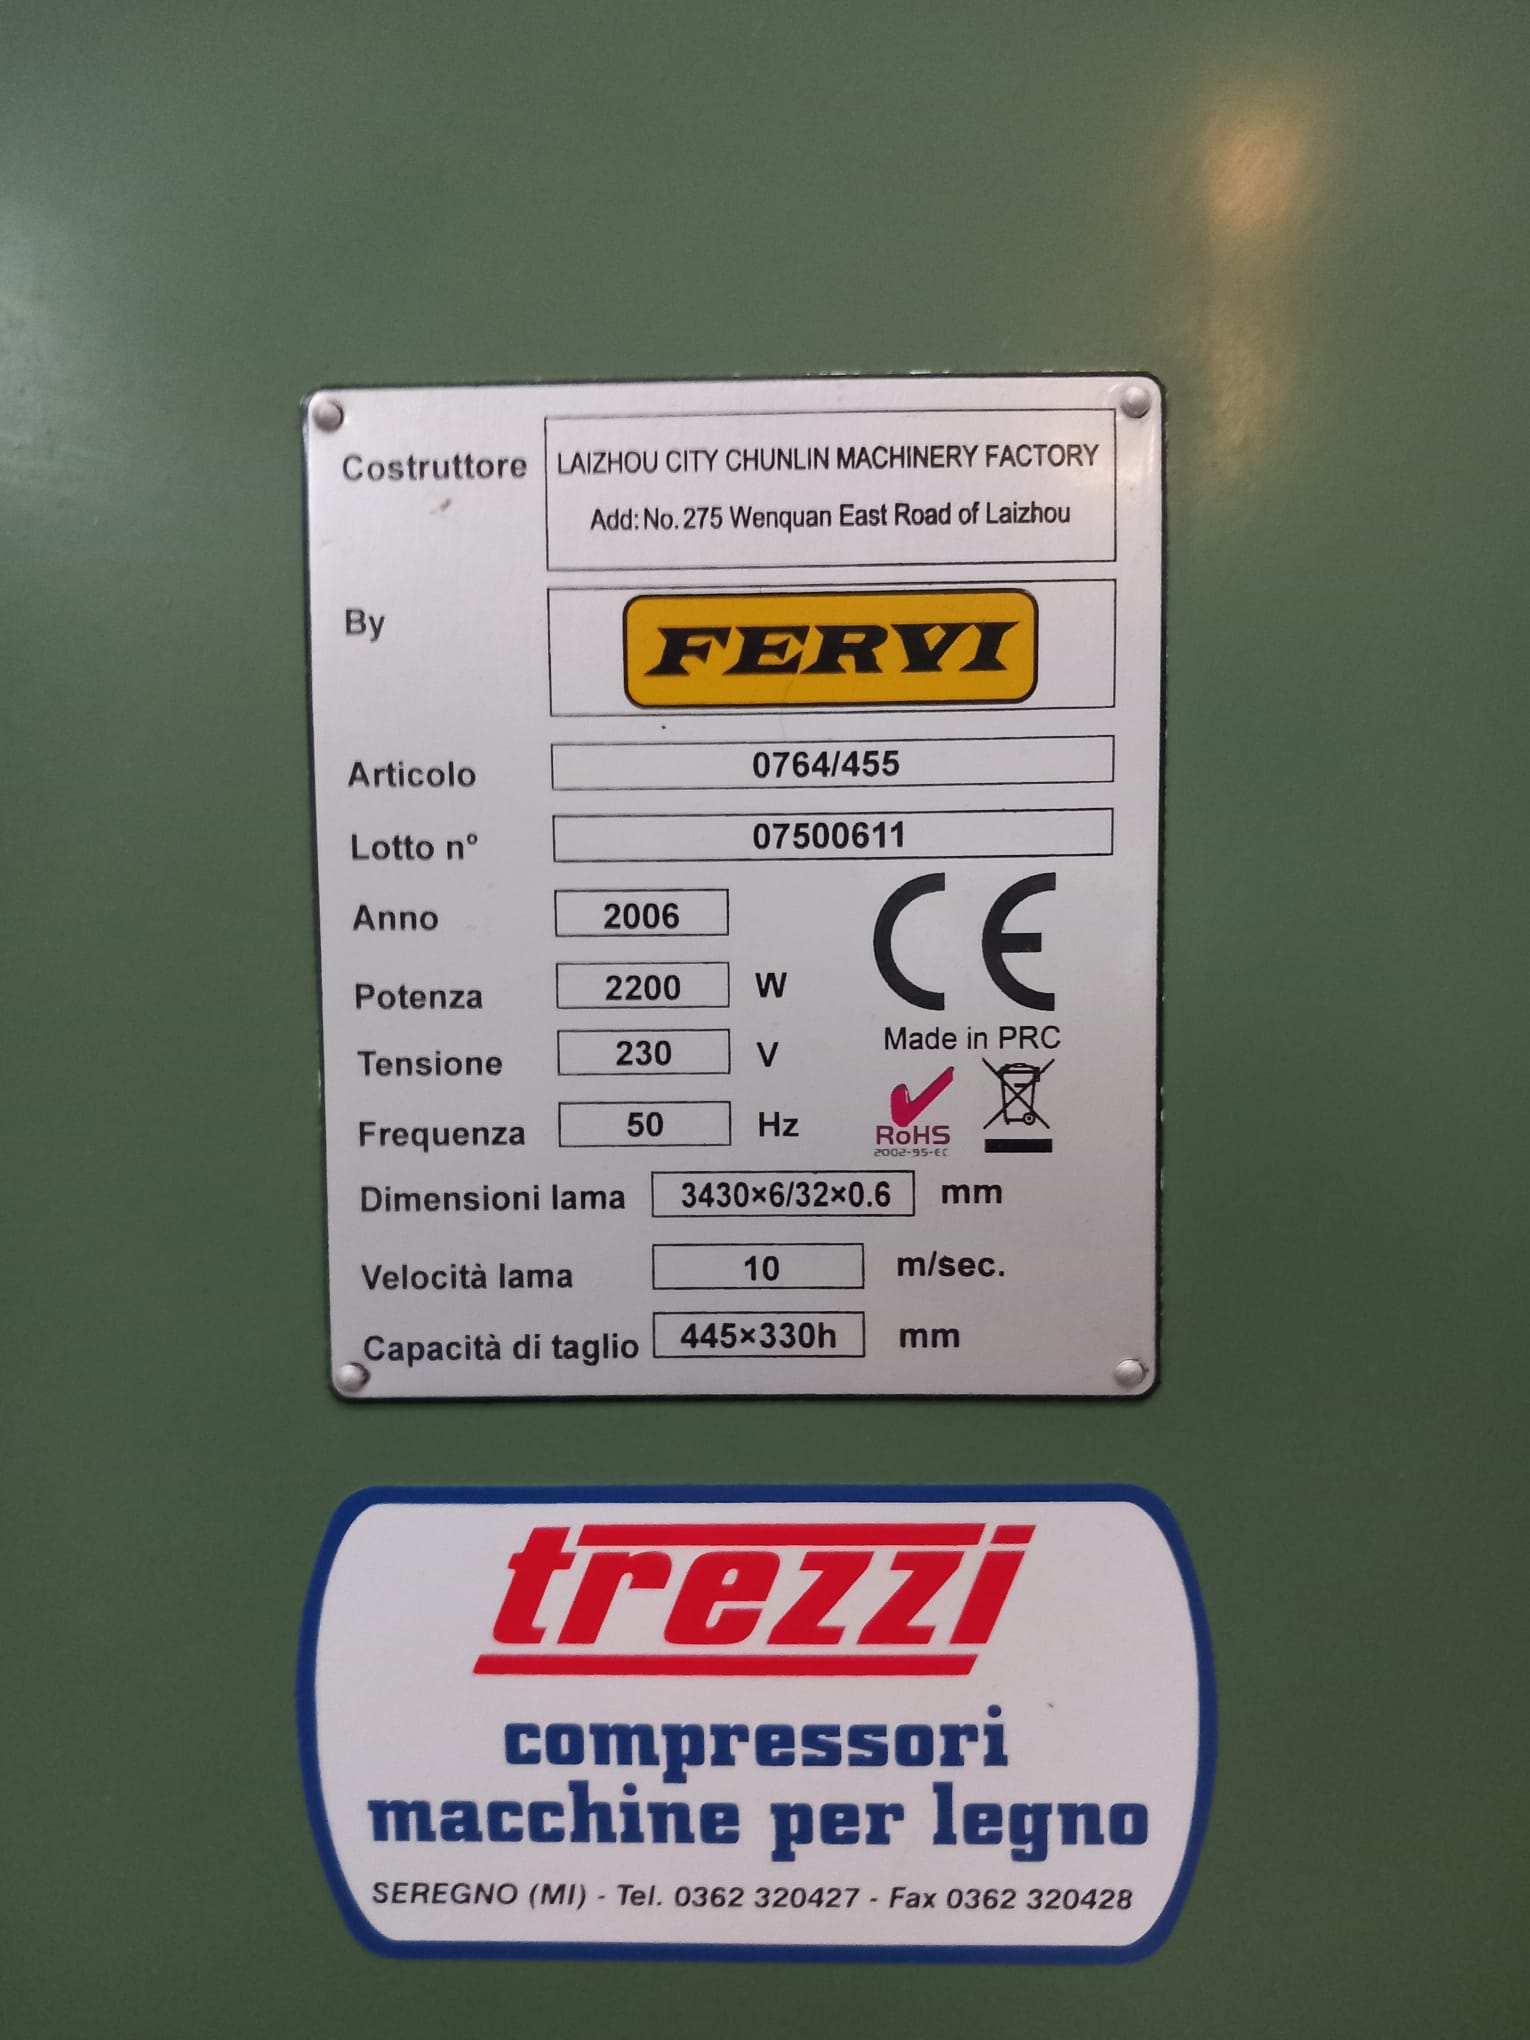 Costruttore LAIZHOU CITY CHUNLIN MACHINERY FACTORY
Add: No. 275 Wenquan East Road of Laizhou
By FERVI
Articolo 0764/455
Lotto n° 07500611
Anno 2006
CE
Potenza 2200 W
Made in PRC
Tensione 230 V
Frequenza 50 Hz
RoHS
2002-95-EC
Dimensioni lama 3430×6/32×0.6 mm
Velocità lama 10 m/sec.
Capacità di taglio 445×330h mm
trezzi
compressori
macchine per legno
SEREGNO (MI) - Tel. 0362 320427 - Fax 0362 320428